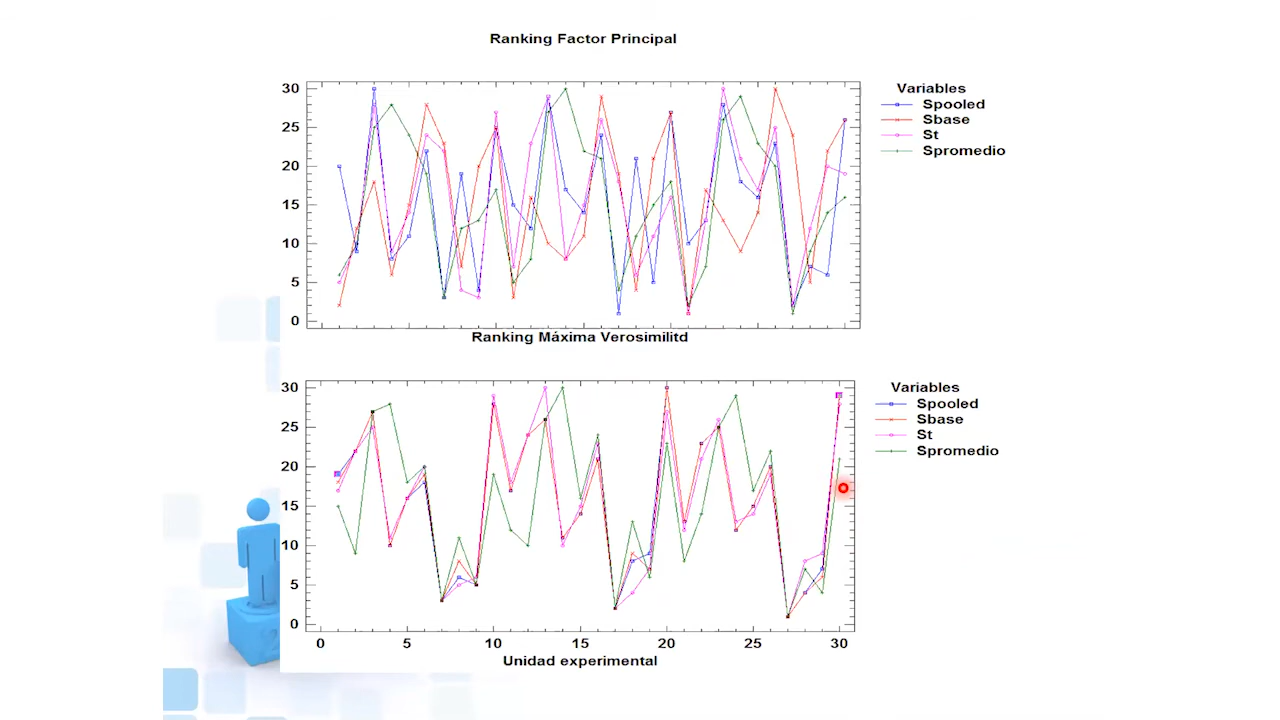 Ranking Factor Principal
30
25
20
15
10
5
0
Variables
Spooled
Sbase
St
Spromedio
Ranking Máxima Verosimilitd
30
25
20
15
10
5
0
0 5 10 15 20 25 30
Unidad experimental
Variables
Spooled
Sbase
St
Spromedio